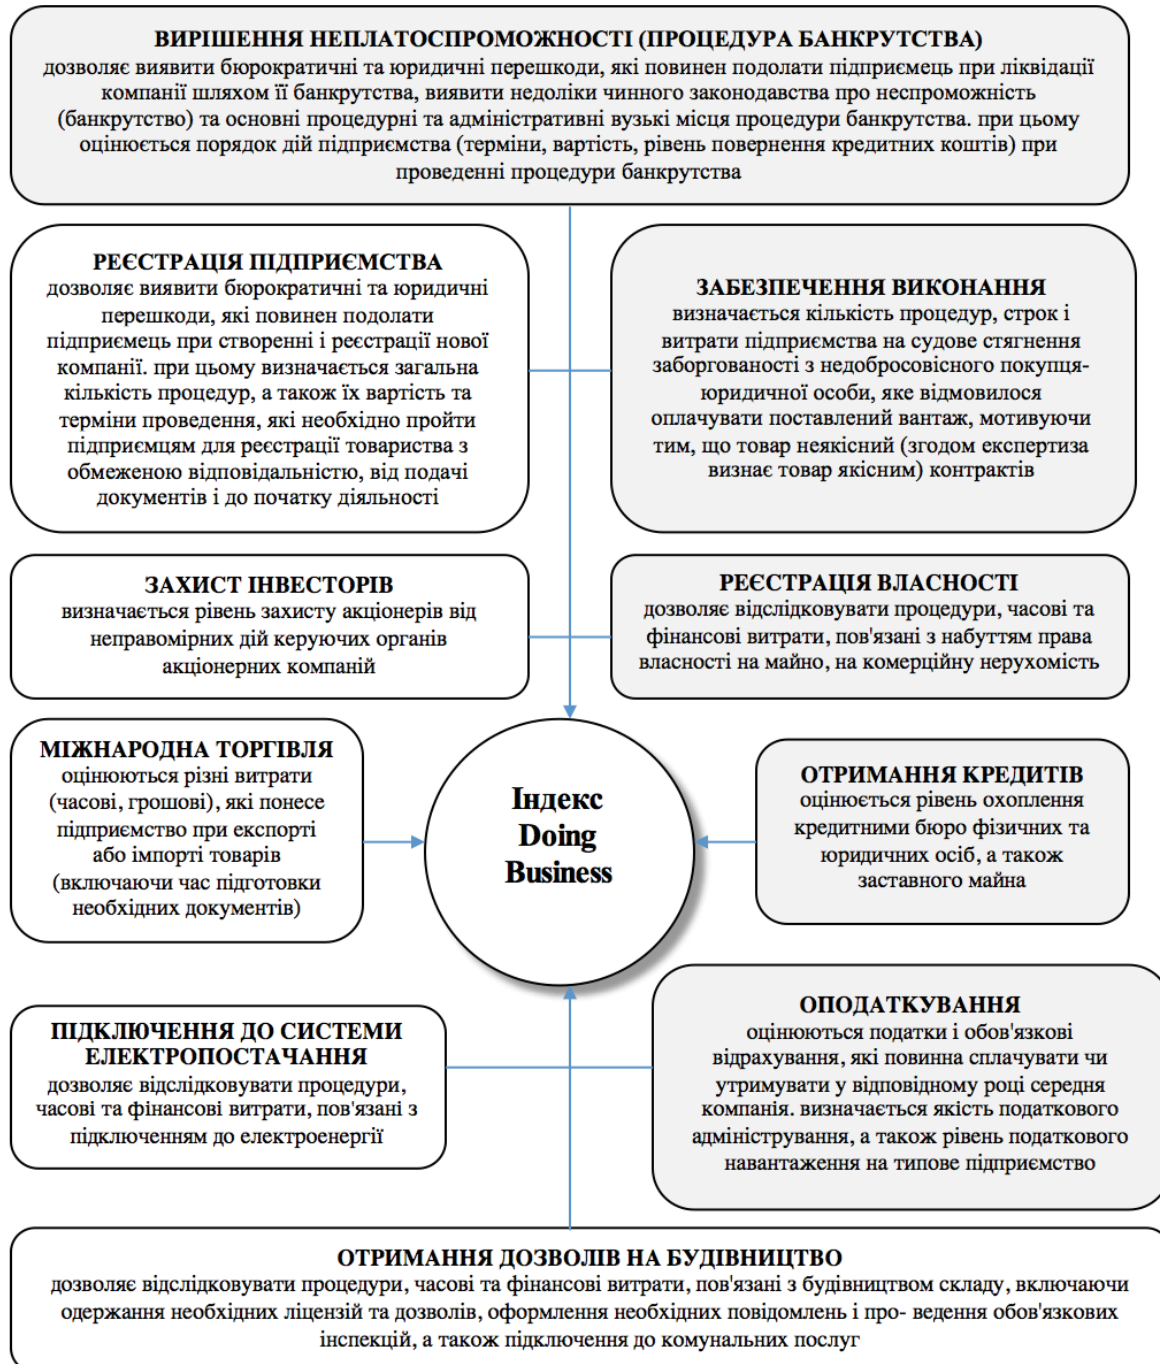 ВИРІШЕННЯ НЕПЛАТОСПРОМОЖНОСТІ (ПРОЦЕДУРА БАНКРУТСТВА)
дозволяє виявити бюрократичні та юридичні перешкоди, які повинен подолати підприємець при ліквідації
компанії шляхом її банкрутства, виявити недоліки чинного законодавства про неспроможність
(банкрутство) та основні процедурні та адміністративні вузькі місця процедури банкрутства. при цьому
оцінюється порядок дій підприємства (терміни, вартість, рівень повернення кредитних коштів) при
проведенні процедури банкрутства
РЕЄСТРАЦІЯ ПІДПРИЄМСТВА
дозволяє виявити бюрократичні та юридичні
перешкоди, які повинен подолати
підприємець при створенні і реєстрації нової
компанії. при цьому визначається загальна
кількість процедур, а також їх вартість та
терміни проведення, які необхідно пройти
підприємцям для реєстрації товариства з
обмеженою відповідальністю, від подачі
документів і до початку діяльності
ЗАБЕЗПЕЧЕННЯ ВИКОНАННЯ
визначається кількість процедур, строк і
витрати підприємства на судове стягнення
заборгованості з недобросовісного покупця-
юридичної особи, яке відмовилося
оплачувати поставлений вантаж, мотивуючи
тим, що товар неякісний (згодом експертиза
визнає товар якісним) контрактів
ЗАХИСТ ІНВЕСТОРІВ
визначається рівень захисту акціонерів від
неправомірних дій керуючих органів
акціонерних компаній
РЕЄСТРАЦІЯ ВЛАСНОСТІ
дозволяє відслідковувати процедури, часові та
фінансові витрати, пов'язані з набуттям права
власності на майно, на комерційну нерухомість
МІЖНАРОДНА ТОРГІВЛЯ
оцінюються різні витрати
(часові, грошові), які понесе
підприємство при експорті
або імпорті товарів
(включаючи час підготовки
необхідних документів)
Індекс
Doing
Business
ОТРИМАННЯ КРЕДИТІВ
оцінюється рівень охоплення
кредитними бюро фізичних та
юридичних осіб, а також
заставного майна
ПІДКЛЮЧЕННЯ ДО СИСТЕМИ
ЕЛЕКТРОПОСТАЧАННЯ
дозволяє відслідковувати процедури,
часові та фінансові витрати, пов'язані з
підключенням до електроенергії
ОПОДАТКУВАННЯ
оцінюються податки і обов'язкові
відрахування, які повинна сплачувати чи
утримувати у відповідному році середня
компанія. визначається якість податкового
адміністрування, а також рівень податкового
навантаження на типове підприємство
ОТРИМАННЯ ДОЗВОЛІВ НА БУДІВНИЦТВО
дозволяє відслідковувати процедури, часові та фінансові витрати, пов'язані з будівництвом складу, включаючи
одержання необхідних ліцензій та дозволів, оформлення необхідних повідомлень і про- ведення обов'язкових
інспекцій, а також підключення до комунальних послуг